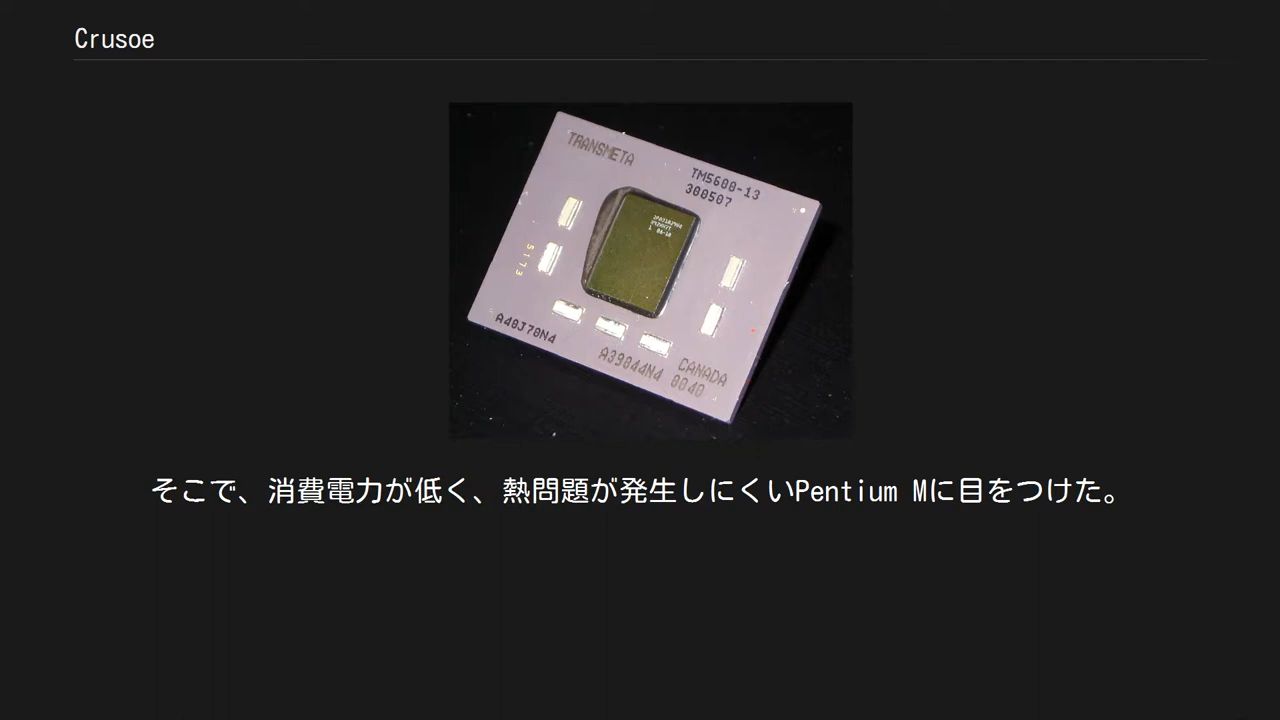 Crusoe
TRANSMETA
TM5600-13
300507
5173
A40J70N4
A39844N4
CANADA
0040
そこで、消費電力が低く、熱問題が発生しにくいPentium Mに目をつけた。